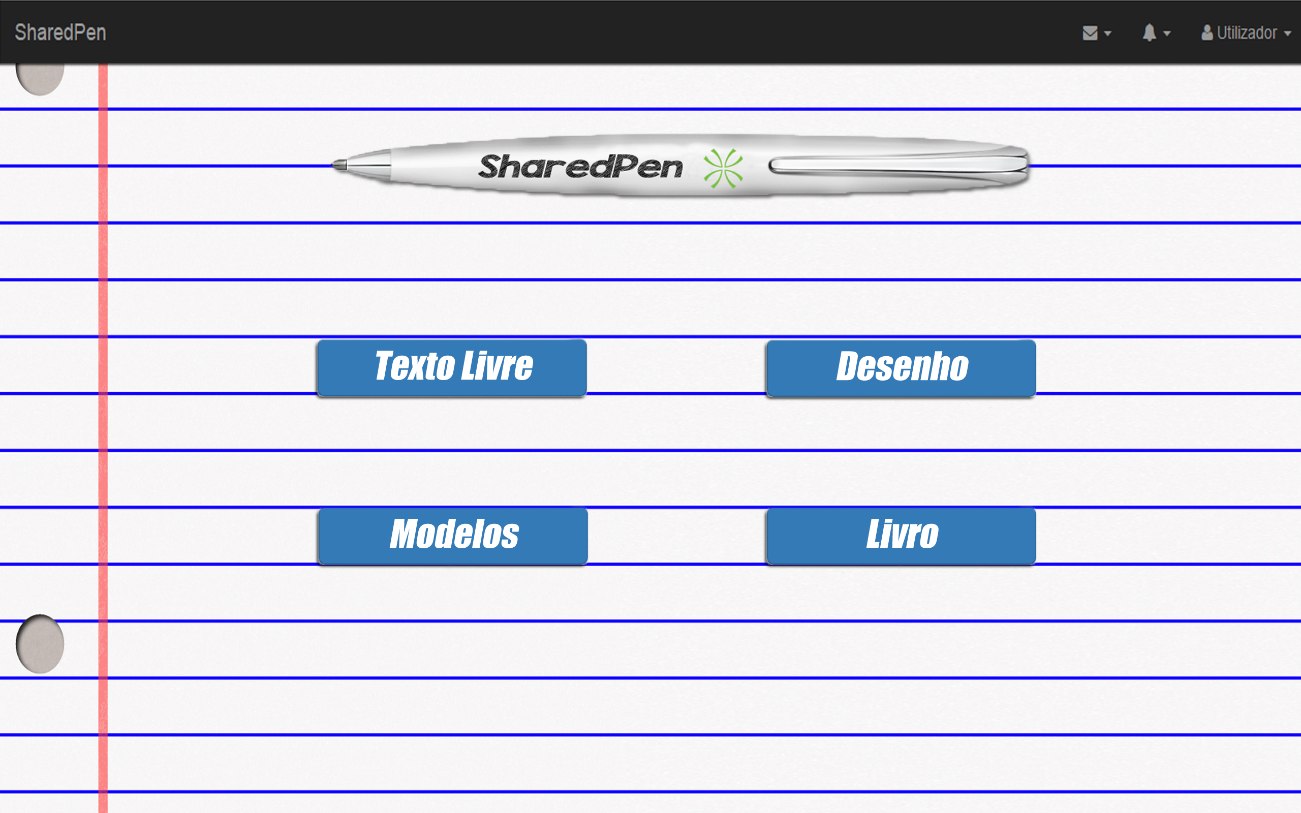 SharedPen
Utilizador
SharedPen
Texto Livre
Desenho
Modelos
Livro